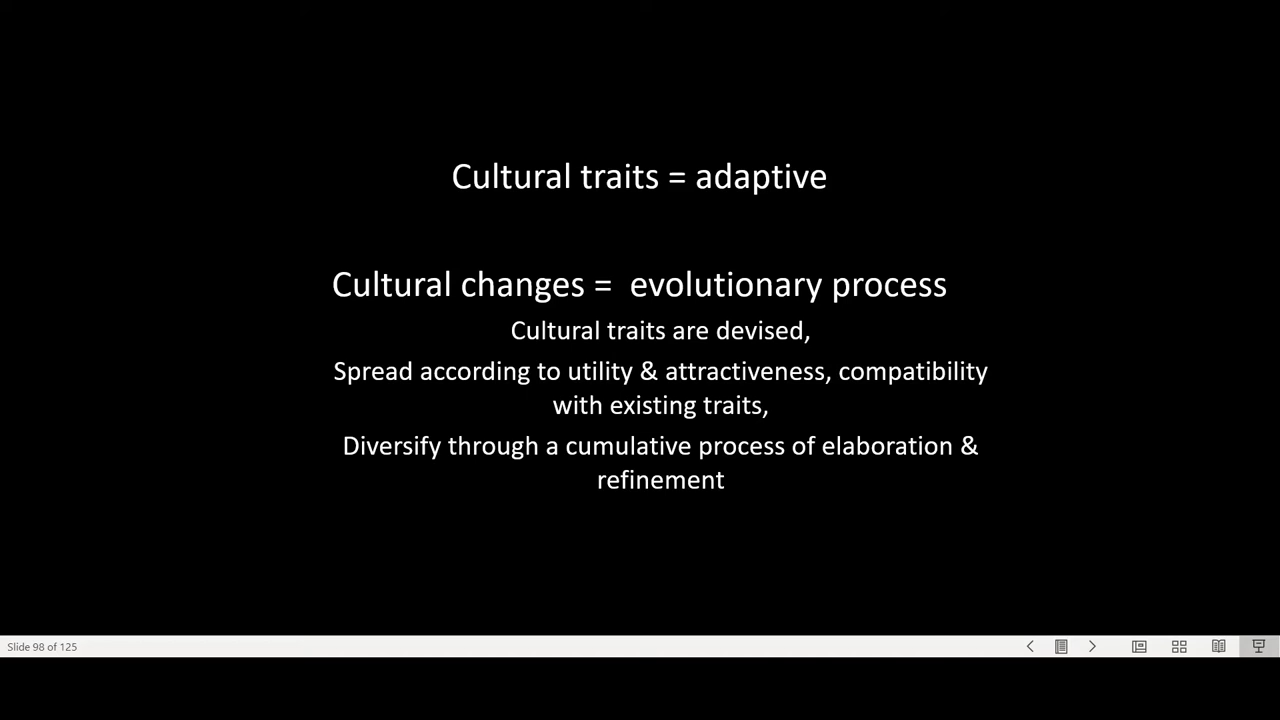 Cultural traits = adaptive
Cultural changes =  evolutionary process
Cultural traits are devised,
Spread according to utility & attractiveness, compatibility
with existing traits,
Diversify through a cumulative process of elaboration &
refinement
Slide 98 of 125